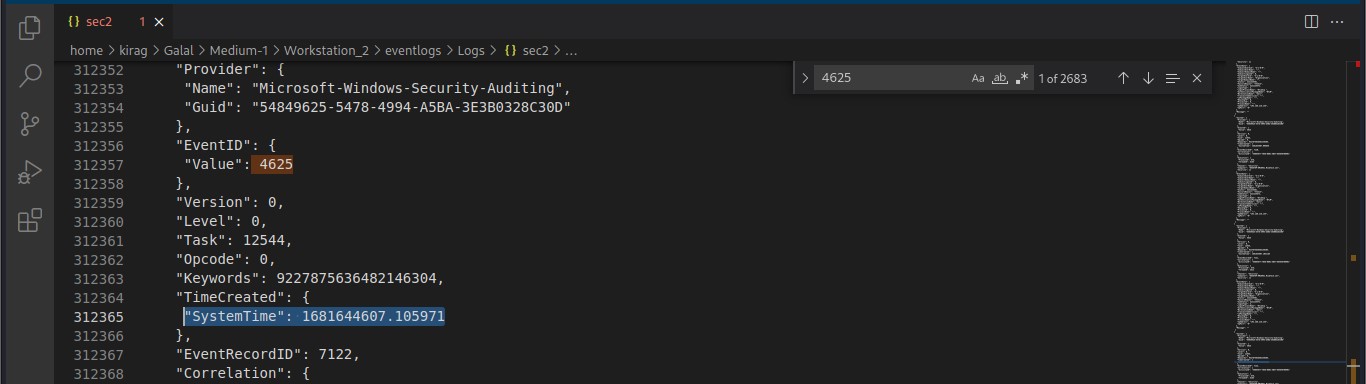 {} sec2 1 ×
home > kirag > Galal > Medium-1 > Workstation_2 > eventlogs > Logs > {} sec2 > ...
4625 Aa ab .* 1 of 2683
312352 "Provider": {
312353 "Name": "Microsoft-Windows-Security-Auditing",
312354 "Guid": "54849625-5478-4994-A5BA-3E3B0328C30D"
312355 },
312356 "EventID": {
312357 "Value": 4625
312358 },
312359 "Version": 0,
312360 "Level": 0,
312361 "Task": 12544,
312362 "Opcode": 0,
312363 "Keywords": 9227875636482146304,
312364 "TimeCreated": {
312365 "SystemTime": 1681644607.105971
312366 },
312367 "EventRecordID": 7122,
312368 "Correlation": {